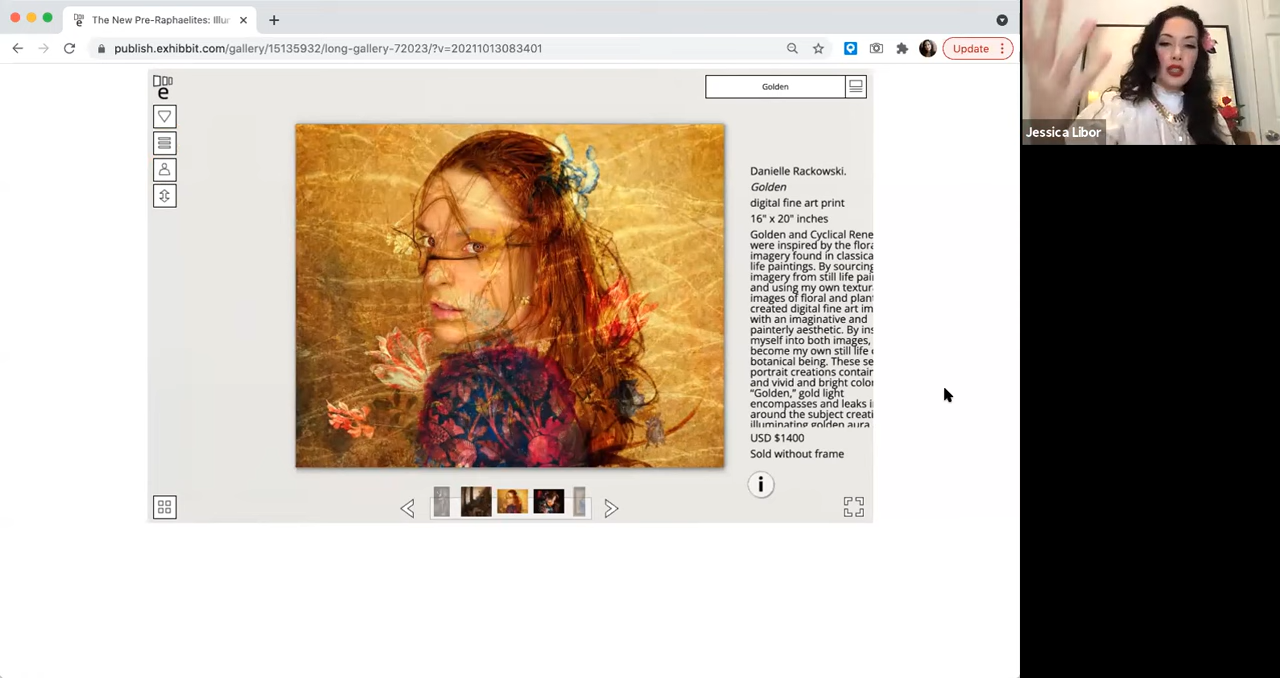 The New Pre-Raphaelites: Illu
publish.exhibbit.com/gallery/15135932/long-gallery-72023/?v=20211013083401
Update
e
Golden
Danielle Rackowski.
Golden
digital fine art print
16" x 20" inches
Golden and Cyclical Rene
were inspired by the flora
imagery found in classica
life paintings. By sourcing
imagery from still life pai
and using my own textur
images of floral and plant
created digital fine art im
with an imaginative and
painterly aesthetic. By ins
myself into both images,
become my own still life
botanical being. These se
portrait creations contain
and vivid and bright color
“Golden,” gold light
encompasses and leaks i
around the subject creati
illuminating golden aura
USD $1400
Sold without frame
i
Jessica Libor